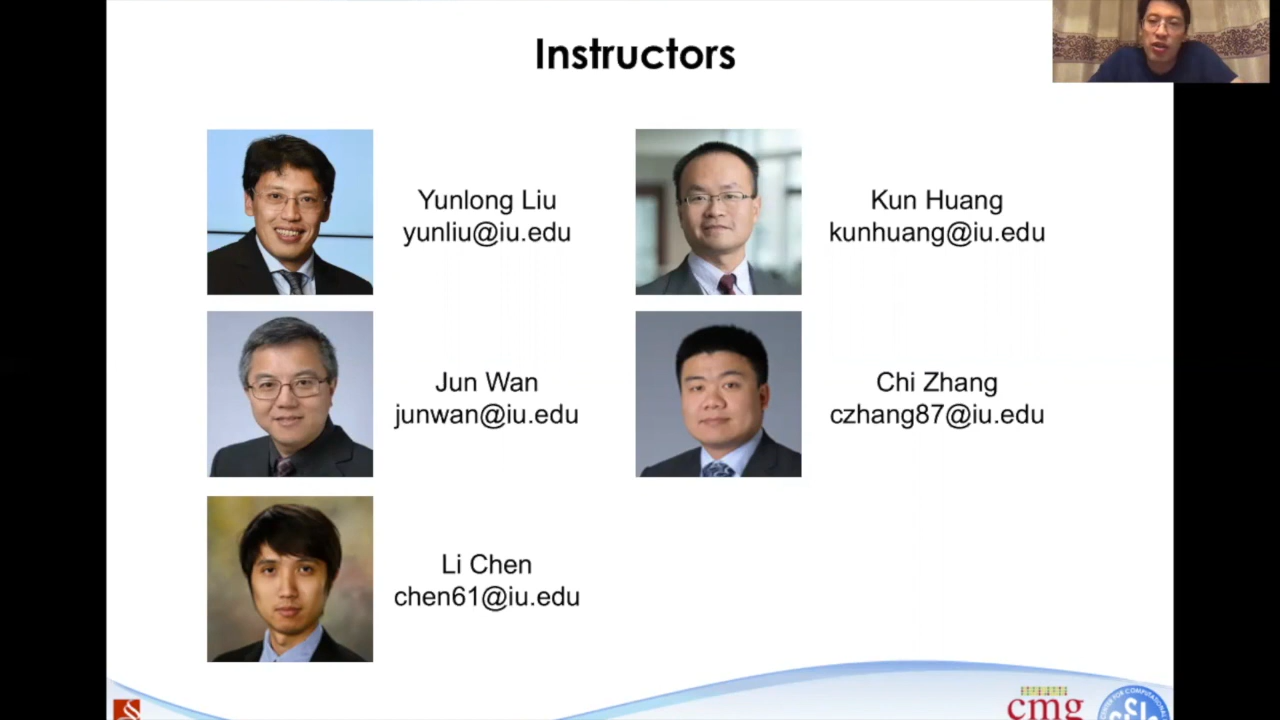 Instructors
Yunlong Liu
yunliu@iu.edu
Kun Huang
kunhuang@iu.edu
Jun Wan
junwan@iu.edu
Chi Zhang
czhang87@iu.edu
Li Chen
chen61@iu.edu
cmg